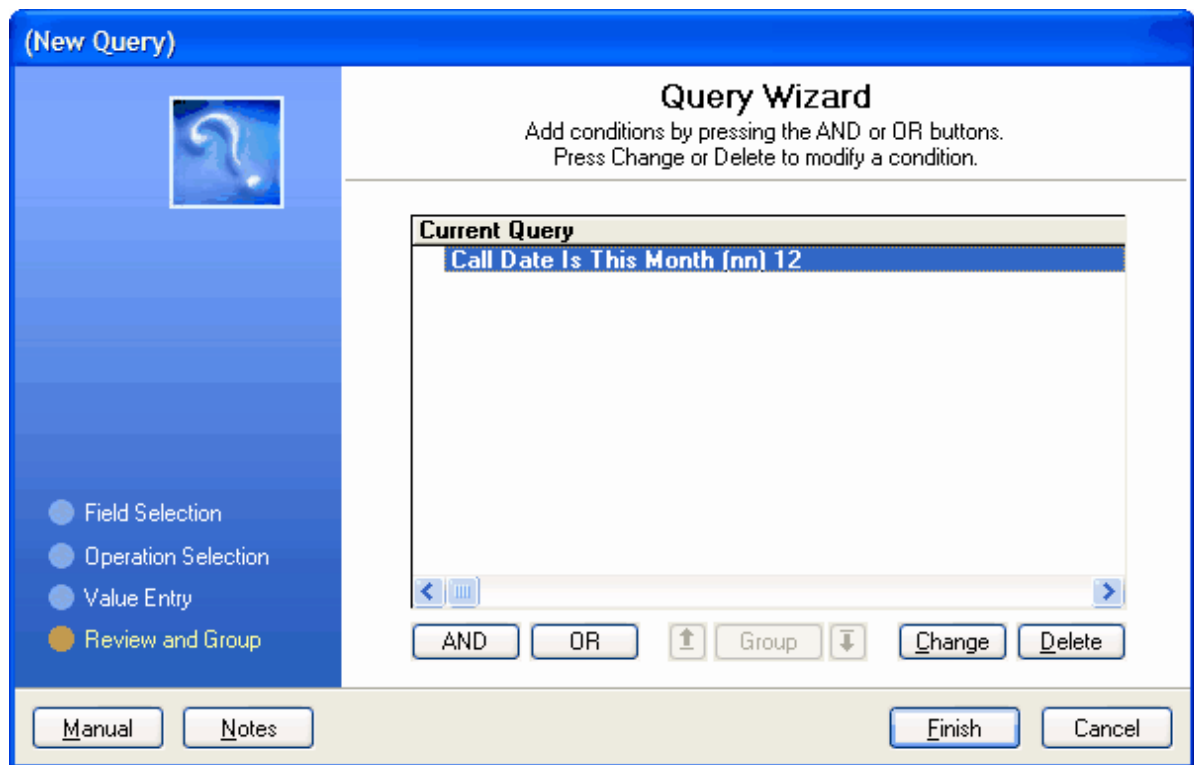 (New Query)
Query Wizard
Add conditions by pressing the AND or OR buttons.
Press Change or Delete to modify a condition.
Current Query
Call Date Is This Month (nn) 12
Field Selection
Operation Selection
Value Entry
Review and Group
AND OR Group Change Delete
Manual Notes Finish Cancel